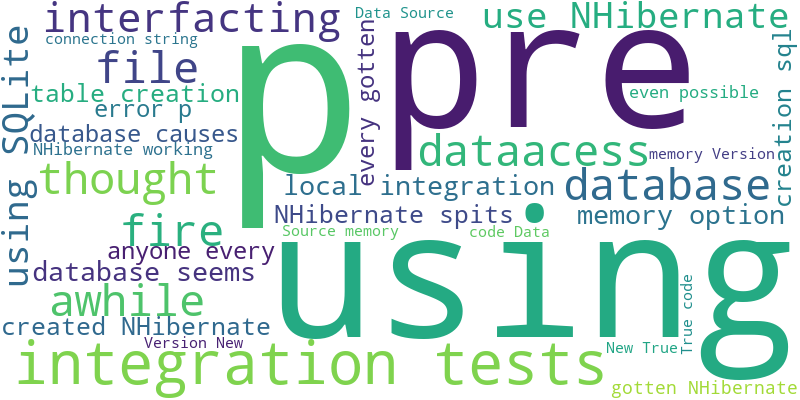 interfacting
Data Source
use NHibernate
connection string
p
pre
file
every gotten
creation sql
using SQLite
table creation
even possible
error p
database causes
dataacess
NHibernate working
memory Version
thought
local integration
database
fire
NHibernate spits
memory option
Source memory
code Data
using
anyone every
database seems
awhile
created NHibernate
True code
Version New
New True
integration tests
gotten NHibernate